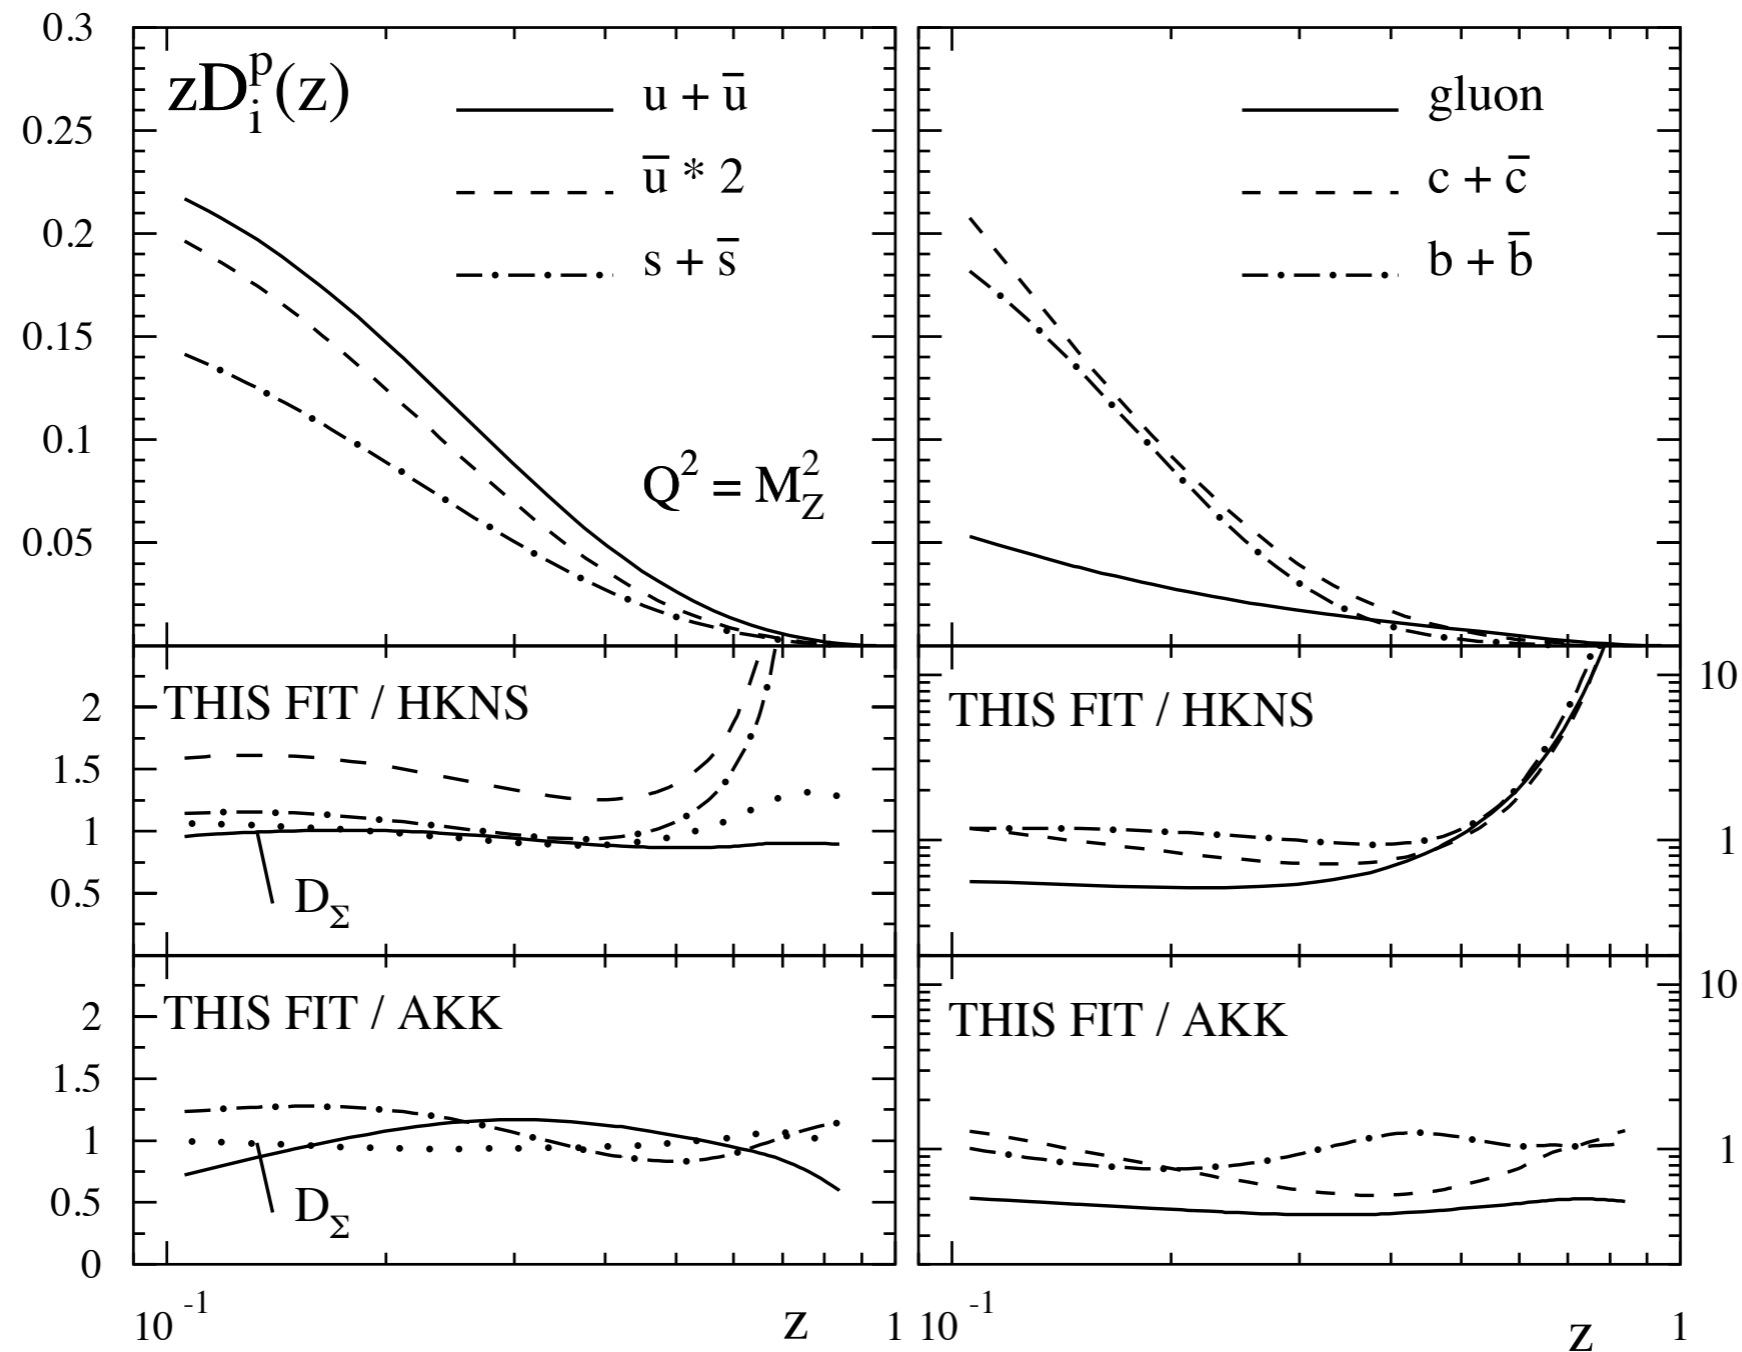 zD_i^p(z)
u + ū
ū * 2
s + s̄
Q^2 = M_Z^2
0.3
0.25
0.2
0.15
0.1
0.05
gluon
c + c̄
b + b̄
THIS FIT / HKNS
2
1.5
1
0.5
D_Σ
THIS FIT / HKNS
10
1
THIS FIT / AKK
2
1.5
1
0.5
0
D_Σ
THIS FIT / AKK
10
1
10^-1
z
1
10^-1
z
1